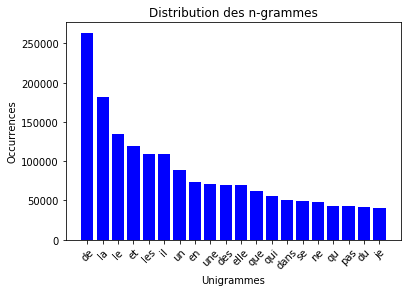 Distribution des n-grammes
Occurrences
250000
200000
150000
100000
50000
0
de la le et les il un en une des elle que qui dans se ne qu pas du je
Unigrammes